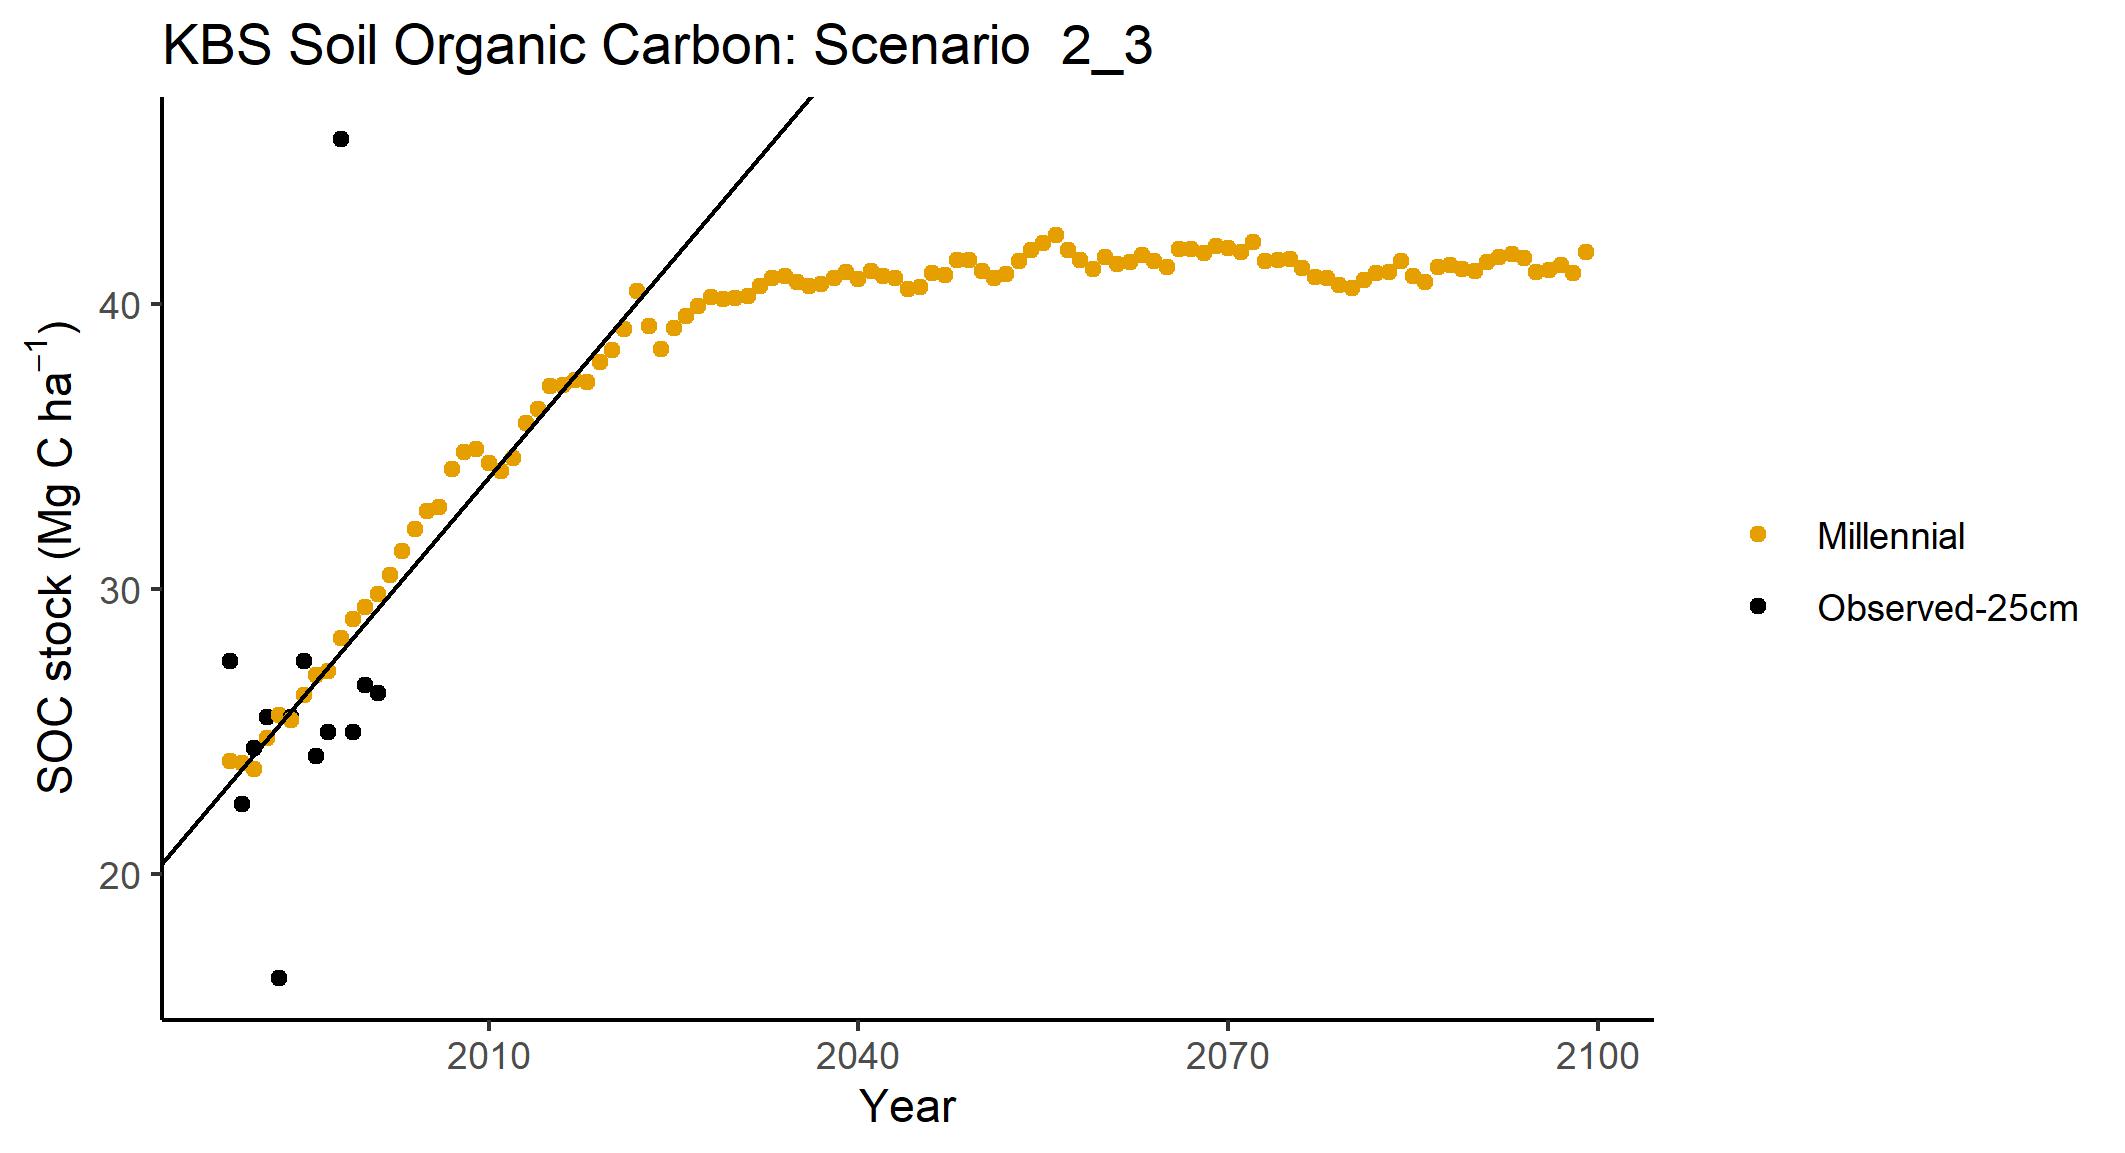 KBS Soil Organic Carbon: Scenario  2_3
SOC stock (Mg C ha⁻¹)
40
30
20
2010 2040 2070 2100
Year
Millennial
Observed-25cm